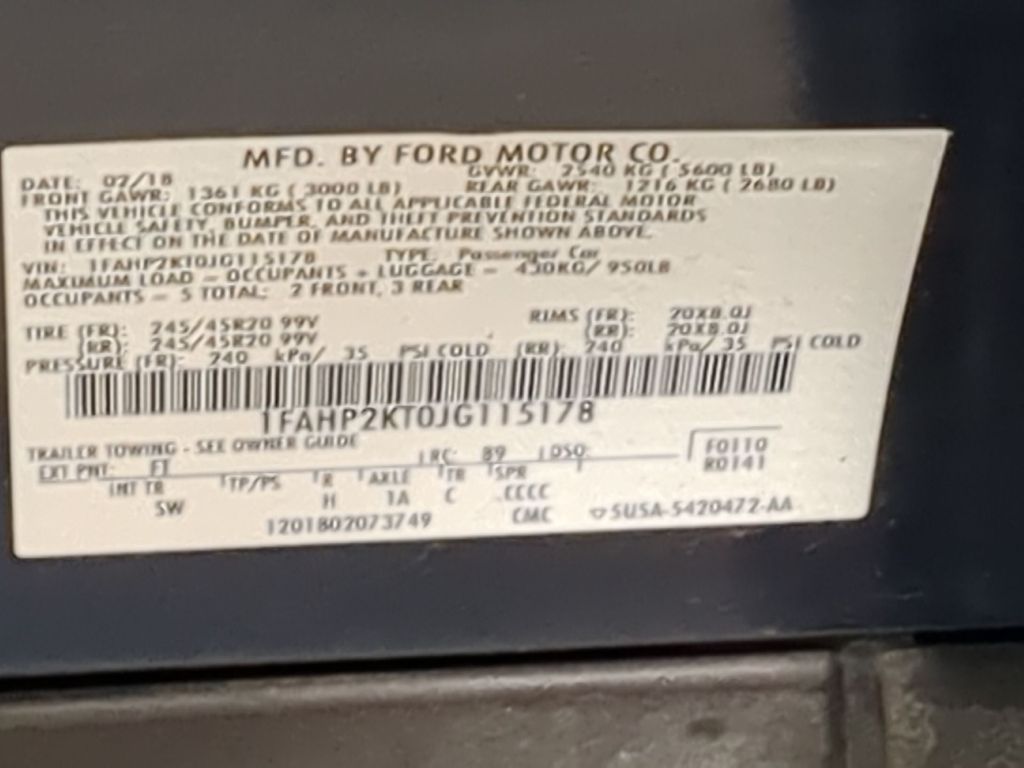 MFD. BY FORD MOTOR CO.
DATE: 02/18 GVWR: 2540 KG ( 5600 LB)
FRONT GAWR: 1361 KG ( 3000 LB) REAR GAWR: 1216 KG ( 2680 LB)
THIS VEHICLE CONFORMS TO ALL APPLICABLE FEDERAL MOTOR
VEHICLE SAFETY, BUMPER, AND THEFT PREVENTION STANDARDS
IN EFFECT ON THE DATE OF MANUFACTURE SHOWN ABOVE.
VIN: 1FAHP2KT0JG115178 TYPE: Passenger Car
MAXIMUM LOAD = OCCUPANTS + LUGGAGE = 430KG/ 950LB
OCCUPANTS = 5 TOTAL: 2 FRONT, 3 REAR
TIRE (FR): 245/45R20 99V RIMS (FR): 20X8.0J
(RR): 245/45R20 99V (RR): 20X8.0J
PRESSURE (FR): 240 kPa/ 35 PSI COLD (RR): 240 kPa/ 35 PSI COLD
1FAHP2KT0JG115178
TRAILER TOWING - SEE OWNER GUIDE
EXT PNT: FT RC: 89 DSO: F0110
R0141
INT TR TP/PS R AXLE TR SPR
SW H 1A C CCCC
1201802073749 CMC ▽5U5A-5420472-AA